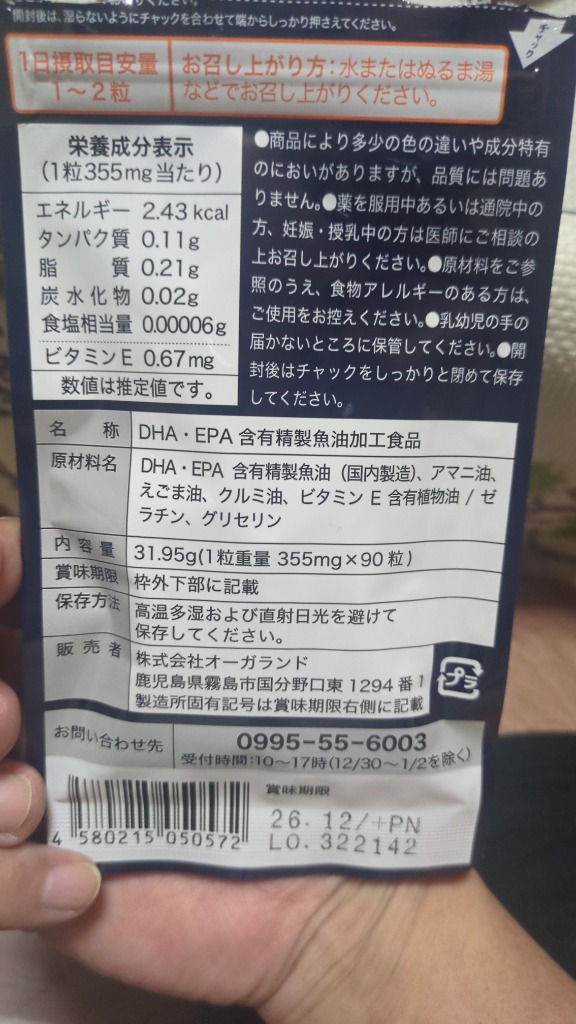 開封後は、湿らないようにチャックを合わせて端からしっかり押さえてください。
チャック
1日摂取目安量
1〜2粒
お召し上がり方：水またはぬるま湯
などでお召し上がりください。
栄養成分表示
(1粒355mg当たり)
エネルギー 2.43 kcal
タンパク質 0.11g
脂質 0.21g
炭水化物 0.02g
食塩相当量 0.00006g
ビタミンE 0.67mg
数値は推定値です。
●商品により多少の色の違いや成分特有
のにおいがありますが、品質には問題あ
りません。●薬を服用中あるいは通院中の
方、妊娠・授乳中の方は医師にご相談の
上お召し上がりください。●原材料をご参
照のうえ、食物アレルギーのある方は、
ご使用をお控えください。●乳幼児の手の
届かないところに保管してください。●開
封後はチャックをしっかりと閉めて保存
してください。
名称 DHA・EPA 含有精製魚油加工食品
原材料名 DHA・EPA 含有精製魚油（国内製造）、アマニ油、
えごま油、クルミ油、ビタミン E 含有植物油 / ゼ
ラチン、グリセリン
内容量 31.95g(1粒重量 355mg×90 粒)
賞味期限 枠外下部に記載
保存方法 高温多湿および直射日光を避けて
保存してください。
販売者 株式会社オーガランド
鹿児島県霧島市国分野口東 1294 番 1
製造所固有記号は賞味期限右側に記載
プラ
お問い合わせ先 0995-55-6003
受付時間：10〜17時(12/30〜1/2を除く)
賞味期限
26. 12/+PN
LO. 322142
4 580215 050572